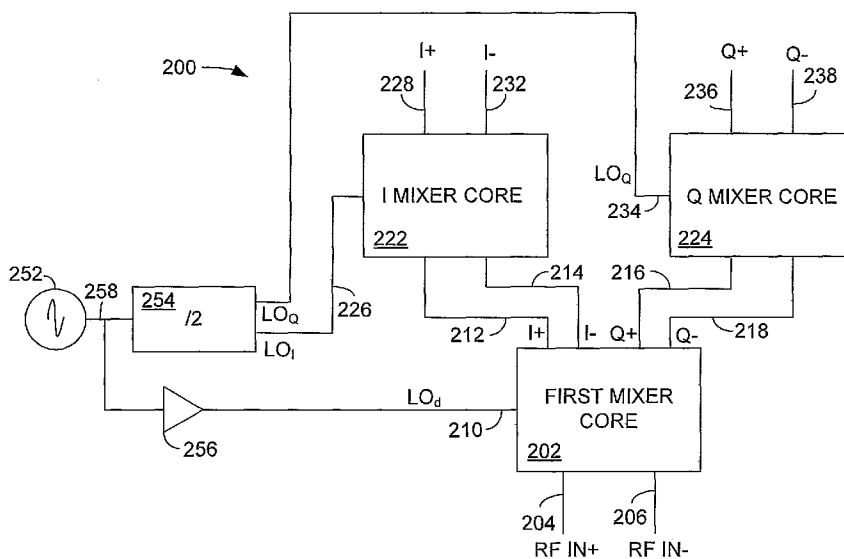 200
I+
I-
228
232
Q+
Q-
236
238
I MIXER CORE
222
LO_Q
234
Q MIXER CORE
224
252
258
254
/2
LO_Q
LO_I
226
214
216
212
218
I+
I-
Q+
Q-
256
LO_d
210
FIRST MIXER
CORE
202
204
206
RF IN+
RF IN-